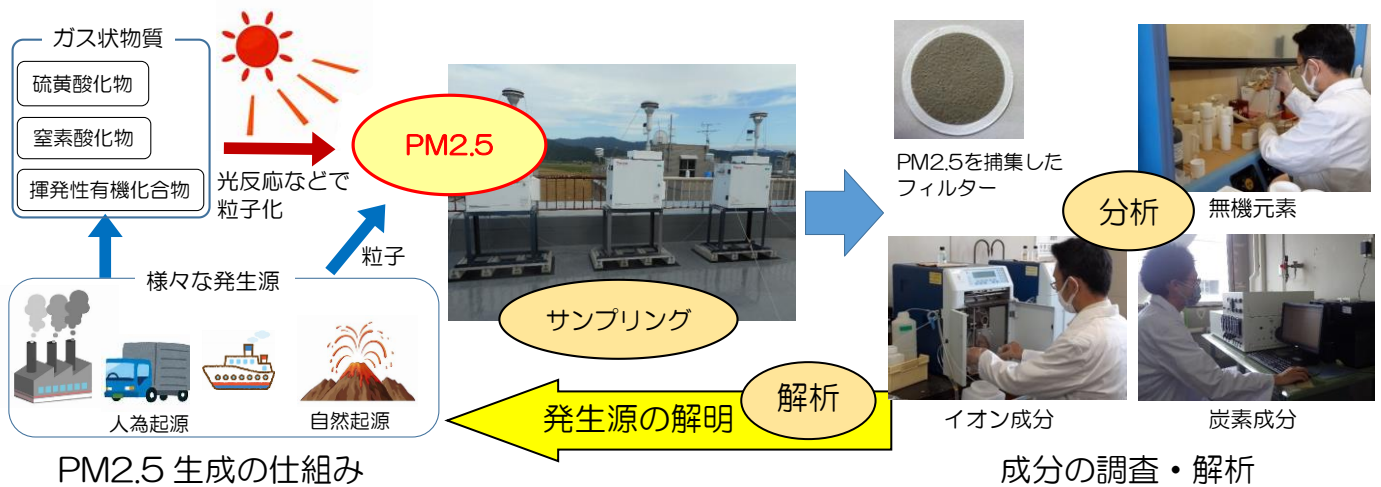 ガス状物質
硫黄酸化物
窒素酸化物
揮発性有機化合物
光反応などで
粒子化
PM2.5
粒子
様々な発生源
人為起源
自然起源
PM2.5 生成の仕組み
サンプリング
PM2.5を捕集した
フィルター
分析
無機元素
イオン成分
炭素成分
解析
発生源の解明
成分の調査・解析